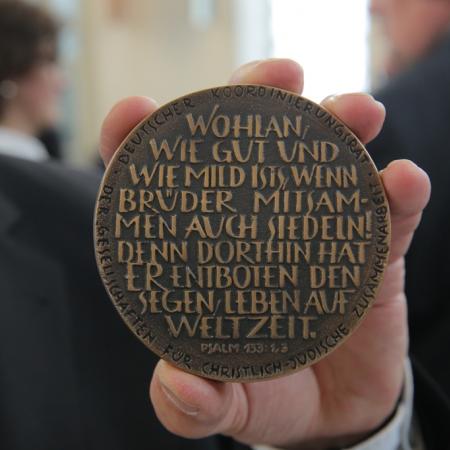 DEUTSCHER KOORDINIERUNGSRAT
DER GESELLSCHAFTEN FÜR CHRISTLICH-JÜDISCHE ZUSAMMENARBEIT
WOHLAN,
WIE GUT UND
WIE MILD ISTS, WENN
BRÜDER MITSAM-
MEN AUCH SIEDELN!
DENN DORTHIN HAT
ER ENTBOTEN DEN
SEGEN, LEBEN AUF
WELTZEIT.
PSALM 133: 1,3